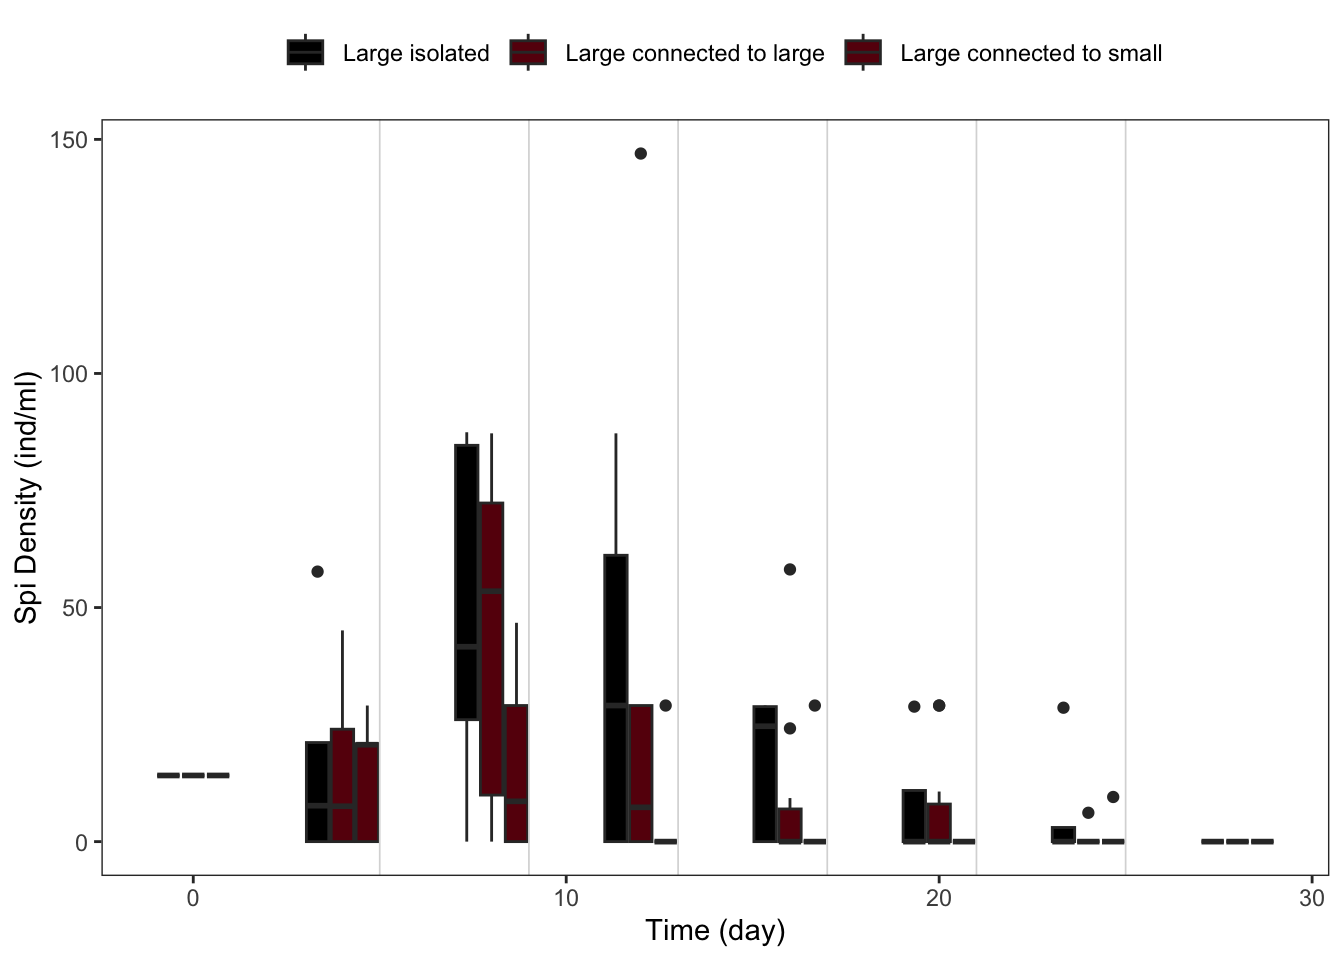 Large isolated Large connected to large Large connected to small
150
100
50
0
Spi Density (ind/ml)
0 10 20 30
Time (day)